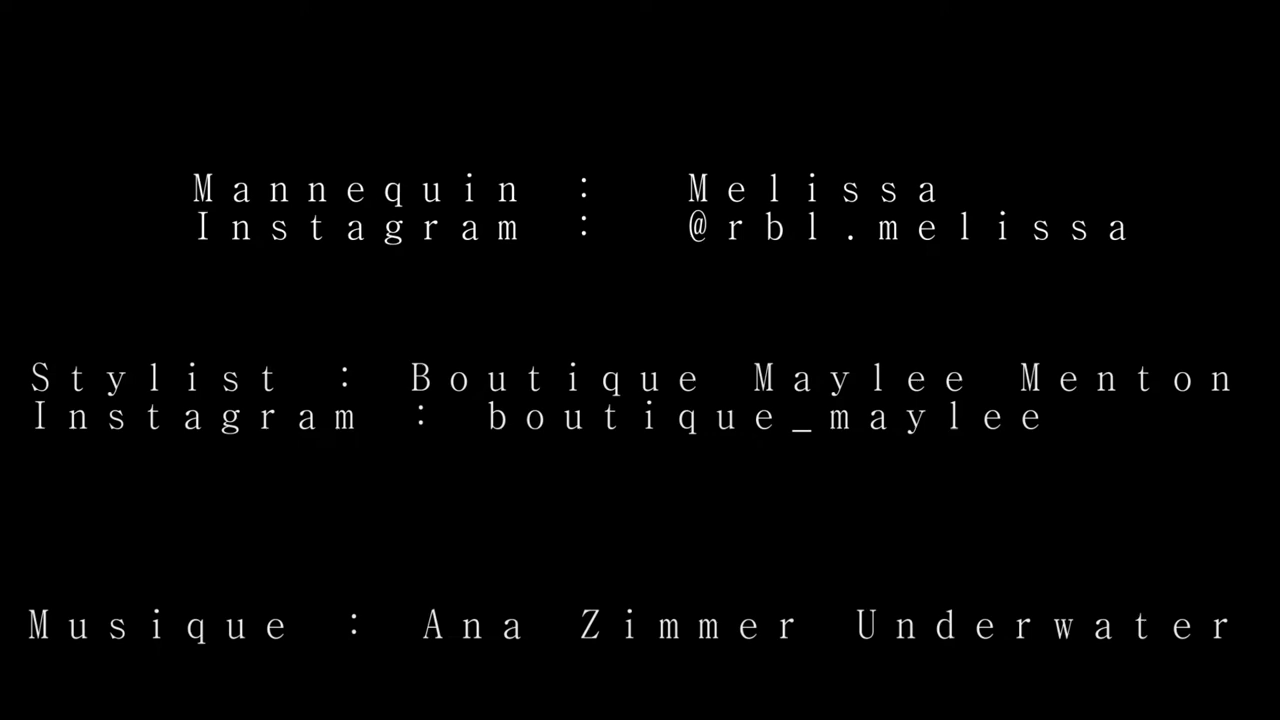 Mannequin : Melissa
Instagram : @rbl.melissa
Stylist : Boutique Maylee Menton
Instagram : boutique_maylee
Musique : Ana Zimmer Underwater